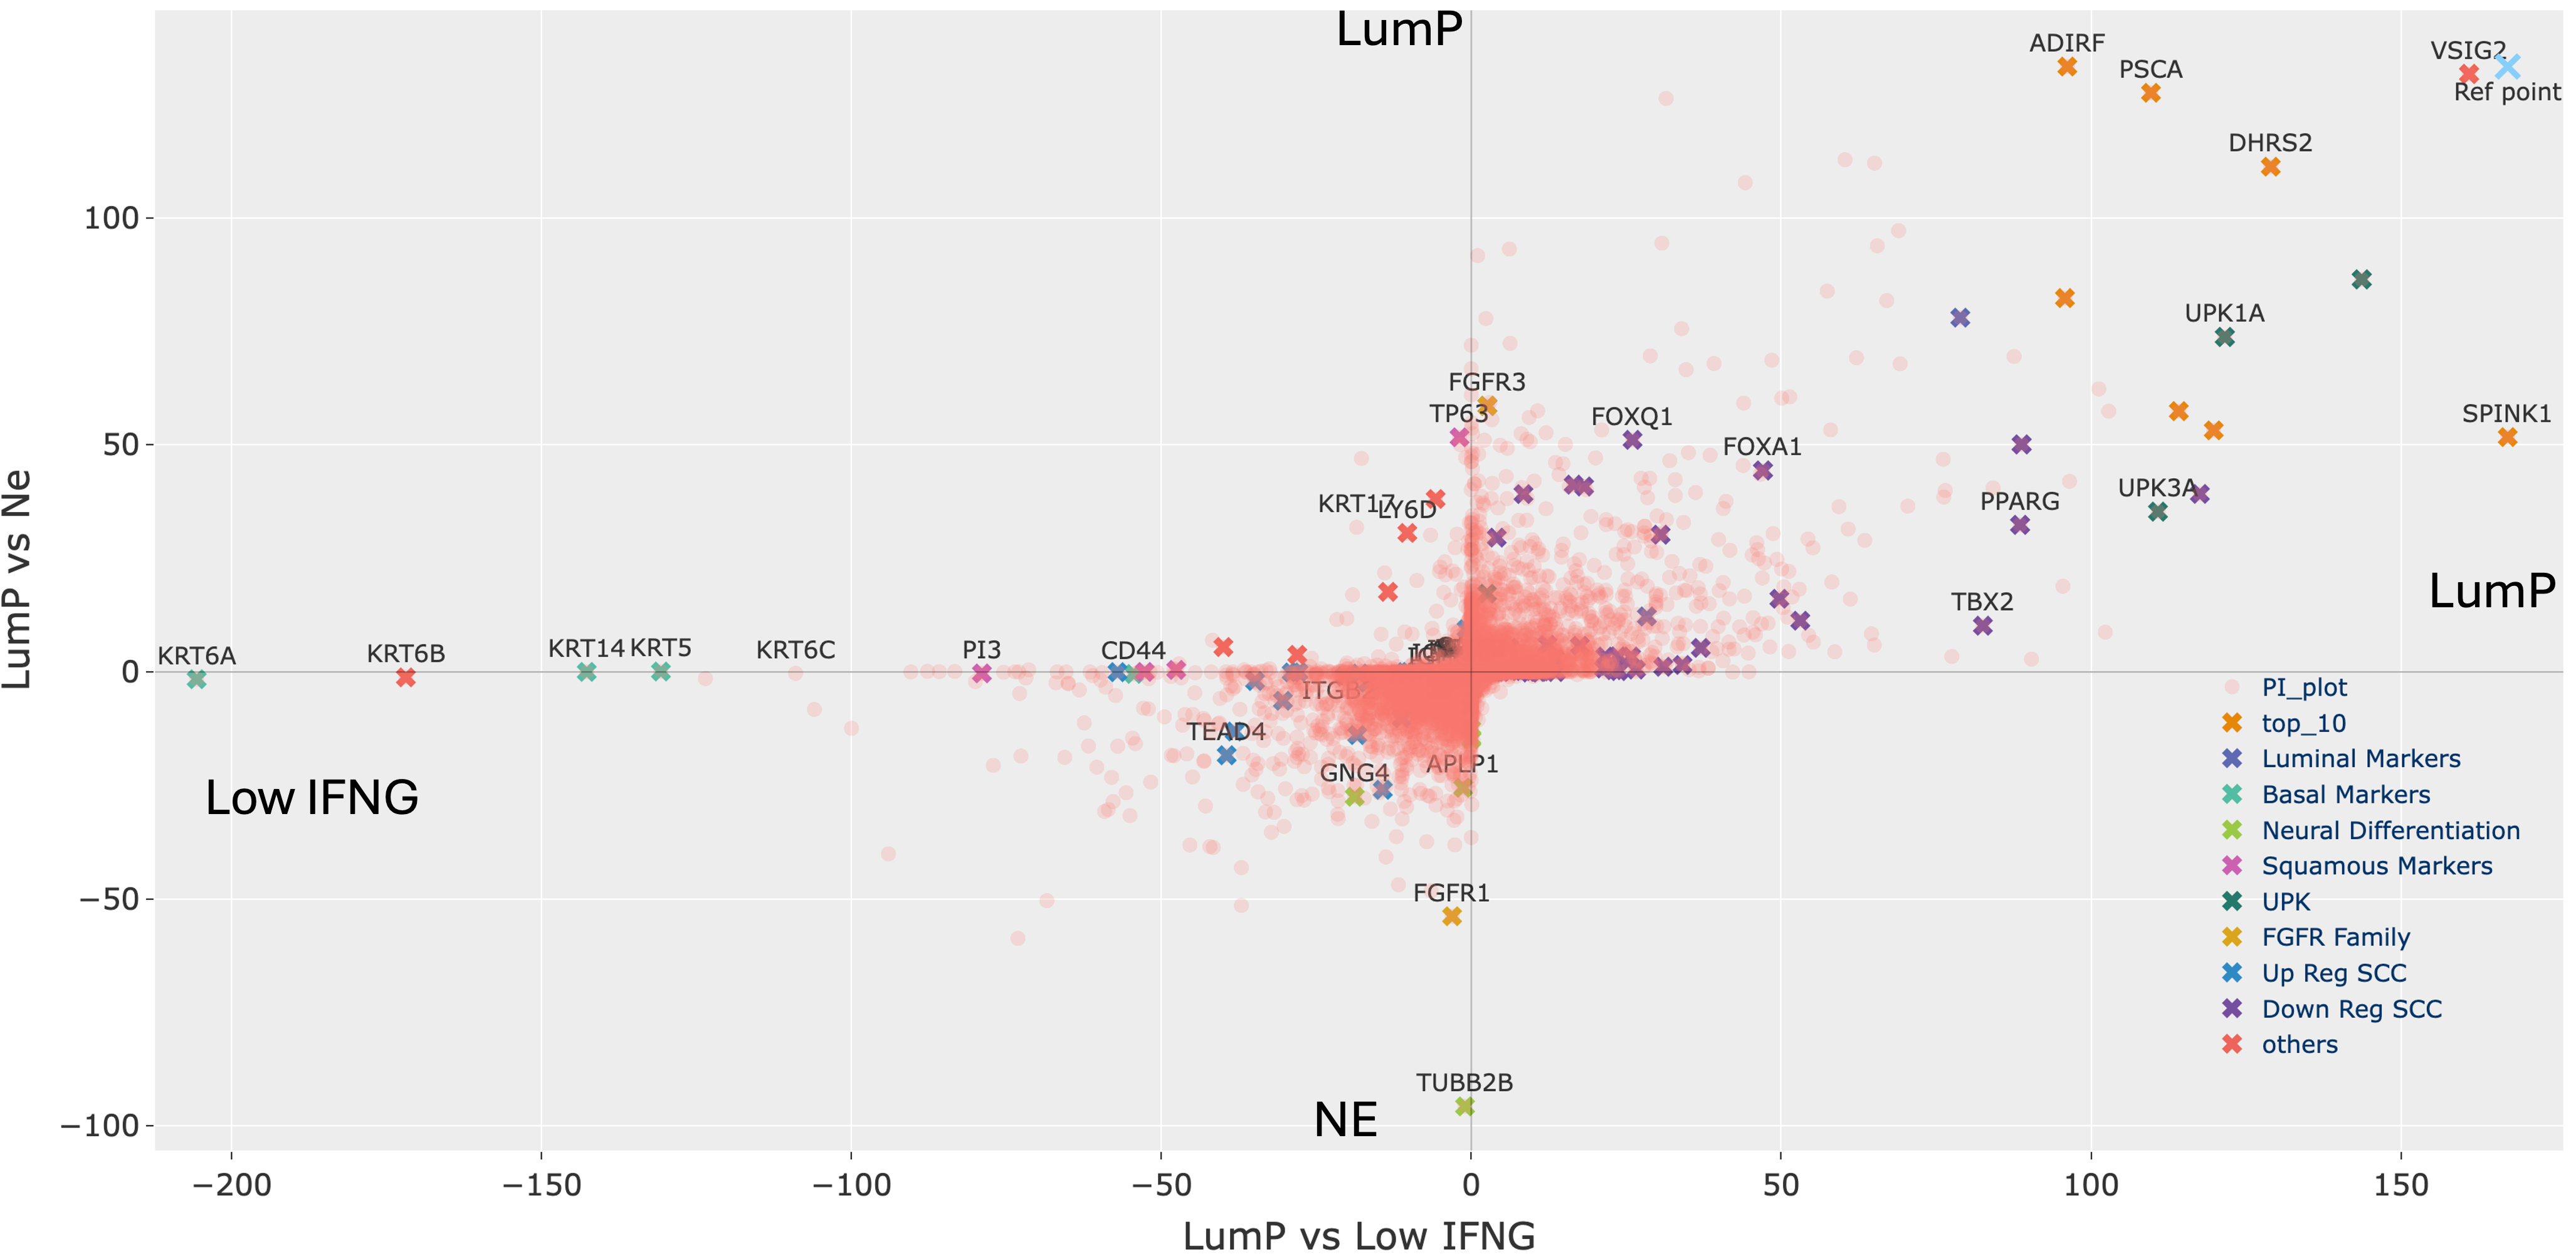 LumP
ADIRF
VSIG2
PSCA
Ref point
DHRS2
100
UPK1A
FGFR3
TP63
FOXQ1
SPINK1
50
FOXA1
KRT17
LY6D
UPK3A
PPARG
LumP vs Ne
LumP
TBX2
KRT6A
KRT6B
KRT14
KRT5
KRT6C
PI3
CD44
0
PI_plot
top_10
TEAD4
Luminal Markers
GNG4
APLP1
Low IFNG
Basal Markers
Neural Differentiation
Squamous Markers
FGFR1
−50
UPK
FGFR Family
Up Reg SCC
Down Reg SCC
others
TUBB2B
NE
−100
−200
−150
−100
−50
0
50
100
150
LumP vs Low IFNG